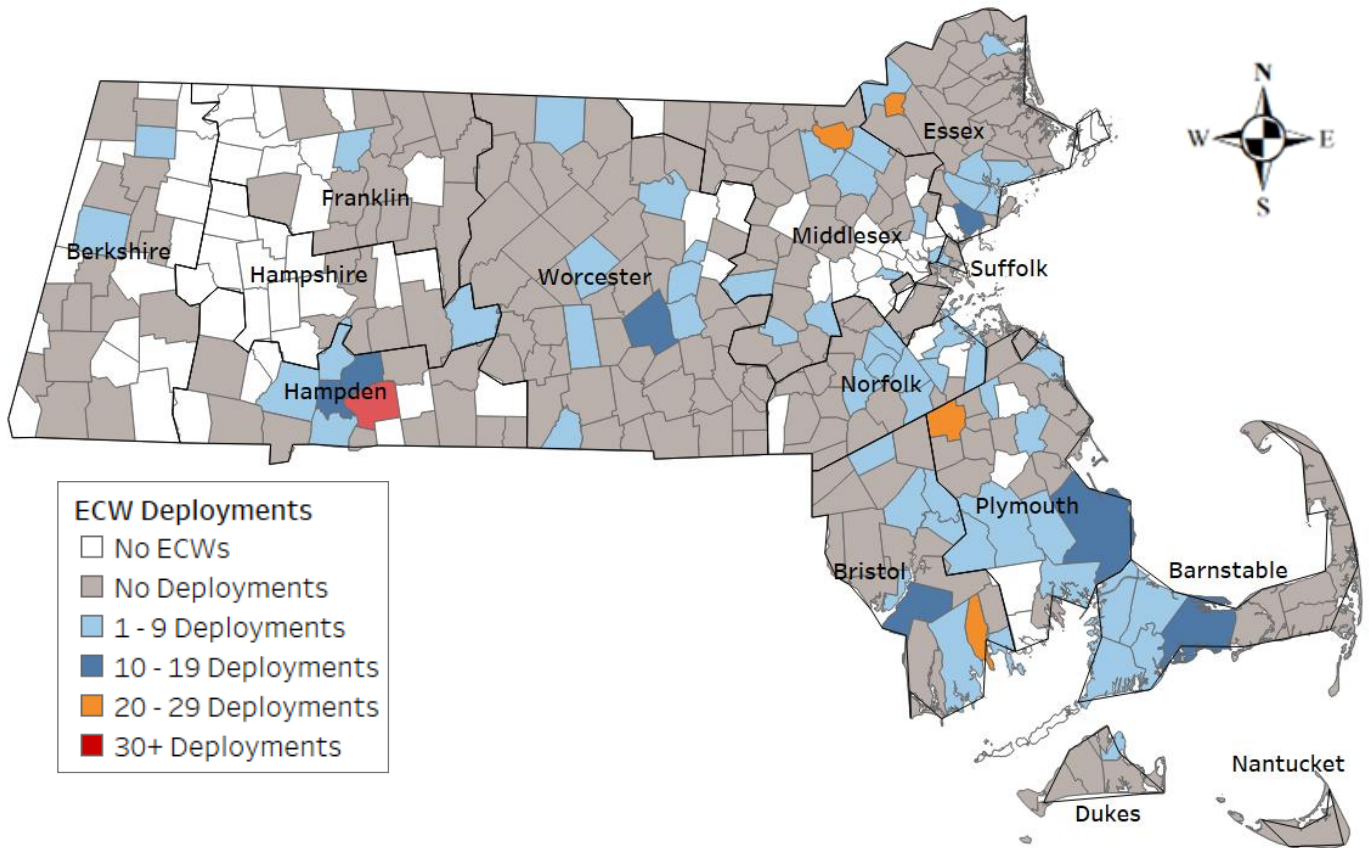 N
W
E
S
Essex
Franklin
Middlesex
Berkshire
Hampshire
Worcester
Suffolk
Hampden
Norfolk
Plymouth
Bristol
Barnstable
Nantucket
Dukes
ECW Deployments
No ECWs
No Deployments
1 - 9 Deployments
10 - 19 Deployments
20 - 29 Deployments
30+ Deployments